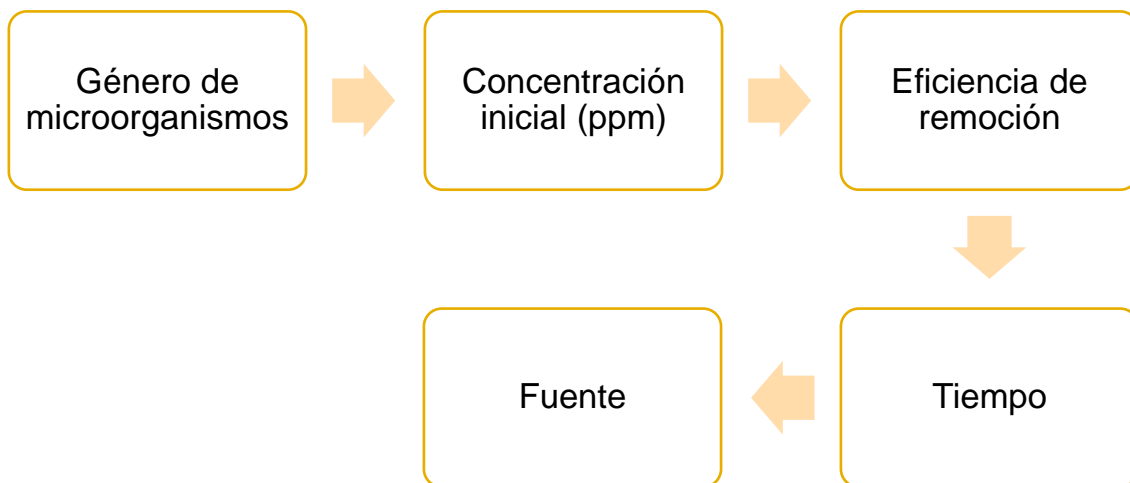 Género de
microorganismos
Concentración
inicial (ppm)
Eficiencia de
remoción
Tiempo
Fuente